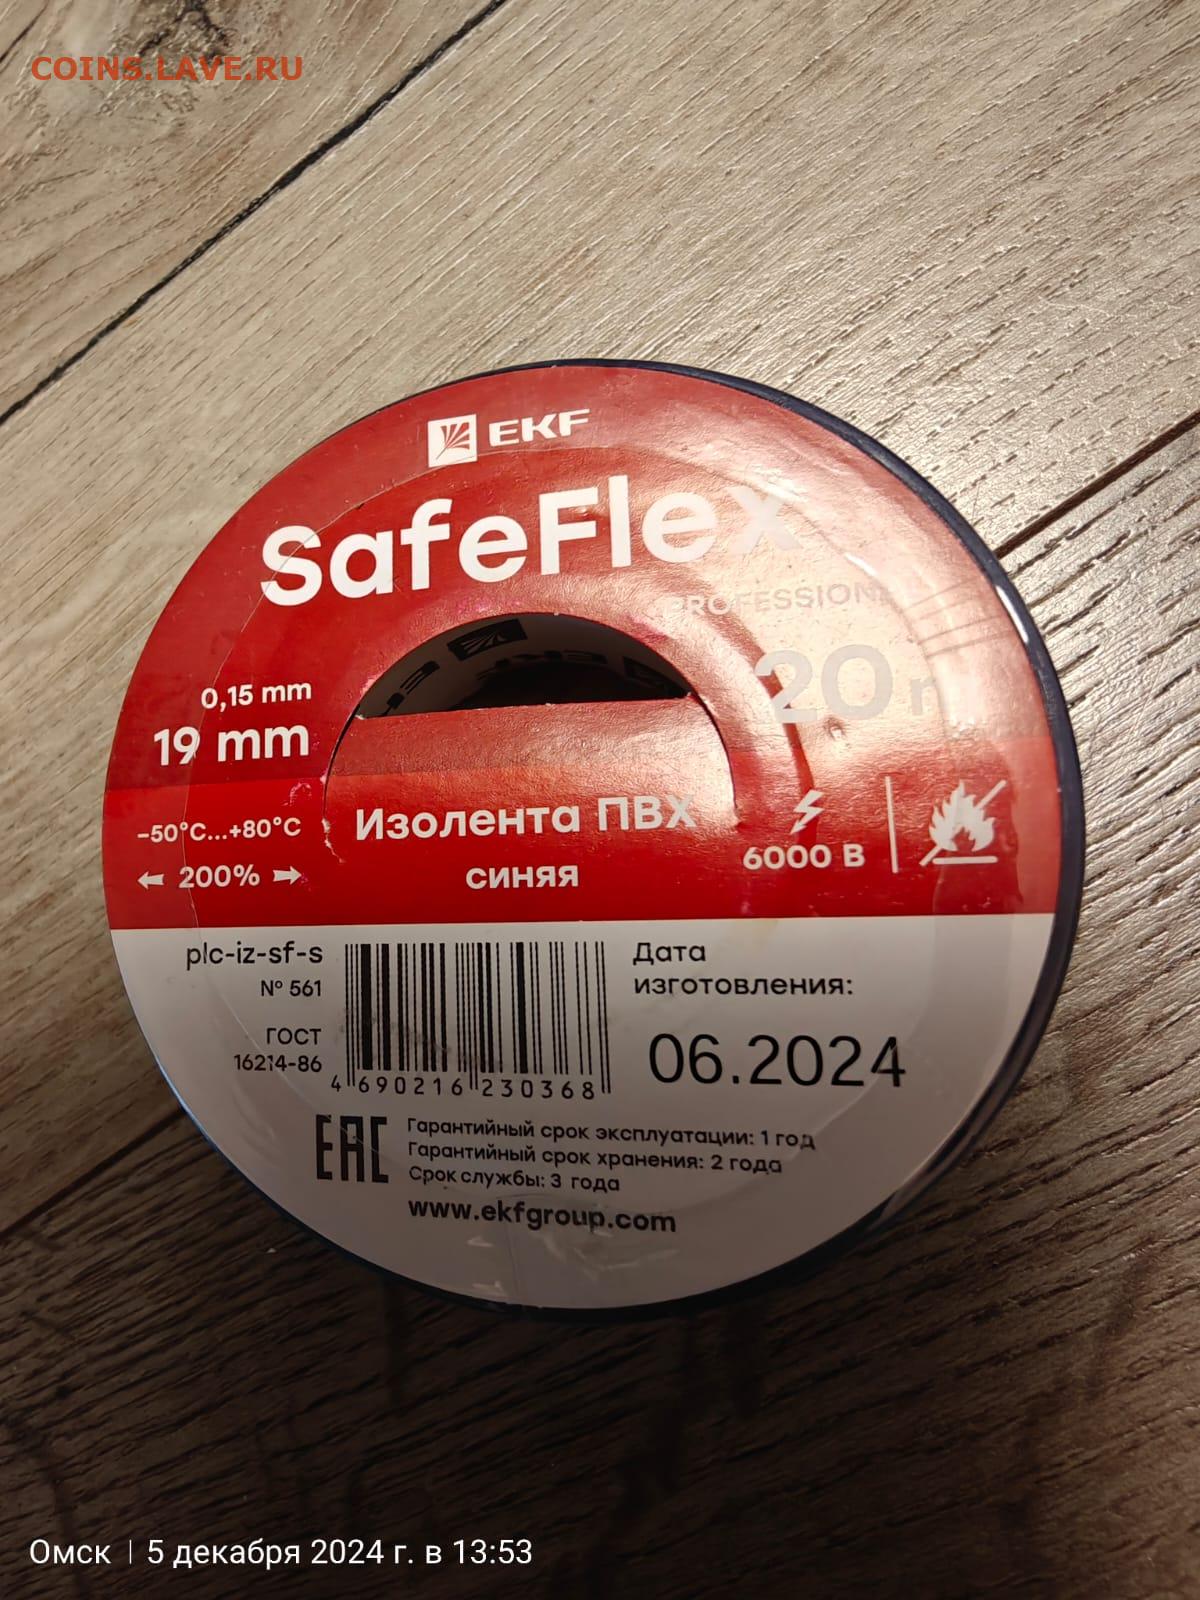 COINS.LAVE.RU
EKF
SafeFlex
PROFESSION
0,15 mm
19 mm
20
-50°C...+80°C
200%
Изолента ПВХ
синяя
6000 В
plc-iz-sf-s
№ 561
ГОСТ
16214-86
4 690216 230368
Дата
изготовления:
06.2024
EAC
Гарантийный срок эксплуатации: 1 год
Гарантийный срок хранения: 2 года
Срок службы: 3 года
www.ekfgroup.com
Омск | 5 декабря 2024 г. в 13:53